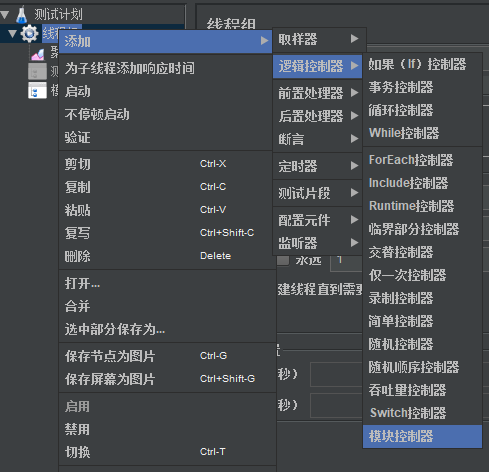 测试计划
线程组
线程组
添加
为子线程添加响应时间
启动
不停顿启动
验证
剪切 Ctrl-X
复制 Ctrl-C
粘贴 Ctrl-V
复写 Ctrl+Shift-C
删除 Delete
打开...
合并
选中部分保存为...
保存节点为图片 Ctrl-G
保存屏幕为图片 Ctrl+Shift-G
启用
禁用
切换 Ctrl-T
取样器
逻辑控制器
前置处理器
后置处理器
断言
定时器
测试片段
配置元件
监听器
如果（If）控制器
事务控制器
循环控制器
While控制器
ForEach控制器
Include控制器
Runtime控制器
临界部分控制器
交替控制器
仅一次控制器
录制控制器
简单控制器
随机控制器
随机顺序控制器
吞吐量控制器
Switch控制器
模块控制器
永远 1
建线程直到需要
秒）
秒）